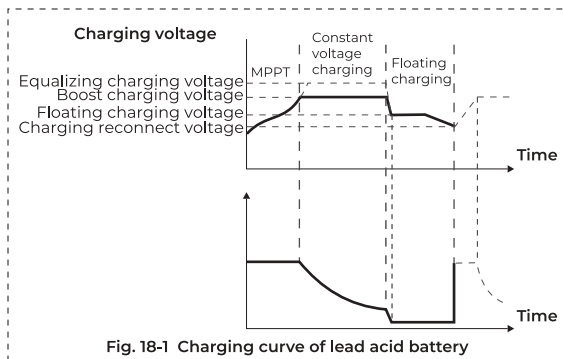 Charging voltage
Constant
voltage
charging
MPPT
Floating
charging
Equalizing charging voltage
Boost charging voltage
Floating charging voltage
Charging reconnect voltage
Time
Time
Fig. 18-1 Charging curve of lead acid battery